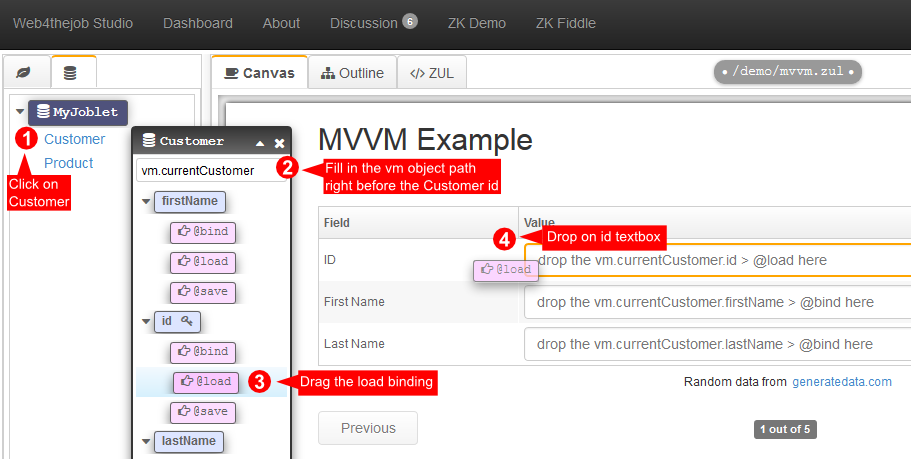 Web4thejob Studio Dashboard About Discussion 6 ZK Demo ZK Fiddle
Canvas Outline </> ZUL /demo/mvvm.zul
MyJoblet
1 Customer
Product
Click on
Customer
Customer
vm.currentCustomer
2 Fill in the vm object path
right before the Customer id
firstName
@bind
@load
@save
id
@bind
@load
3 Drag the load binding
@save
lastName
MVVM Example
Field Value
4 Drop on id textbox
ID drop the vm.currentCustomer.id > @load here
@load
First Name drop the vm.currentCustomer.firstName > @bind here
Last Name drop the vm.currentCustomer.lastName > @bind here
Random data from generatedata.com
Previous 1 out of 5